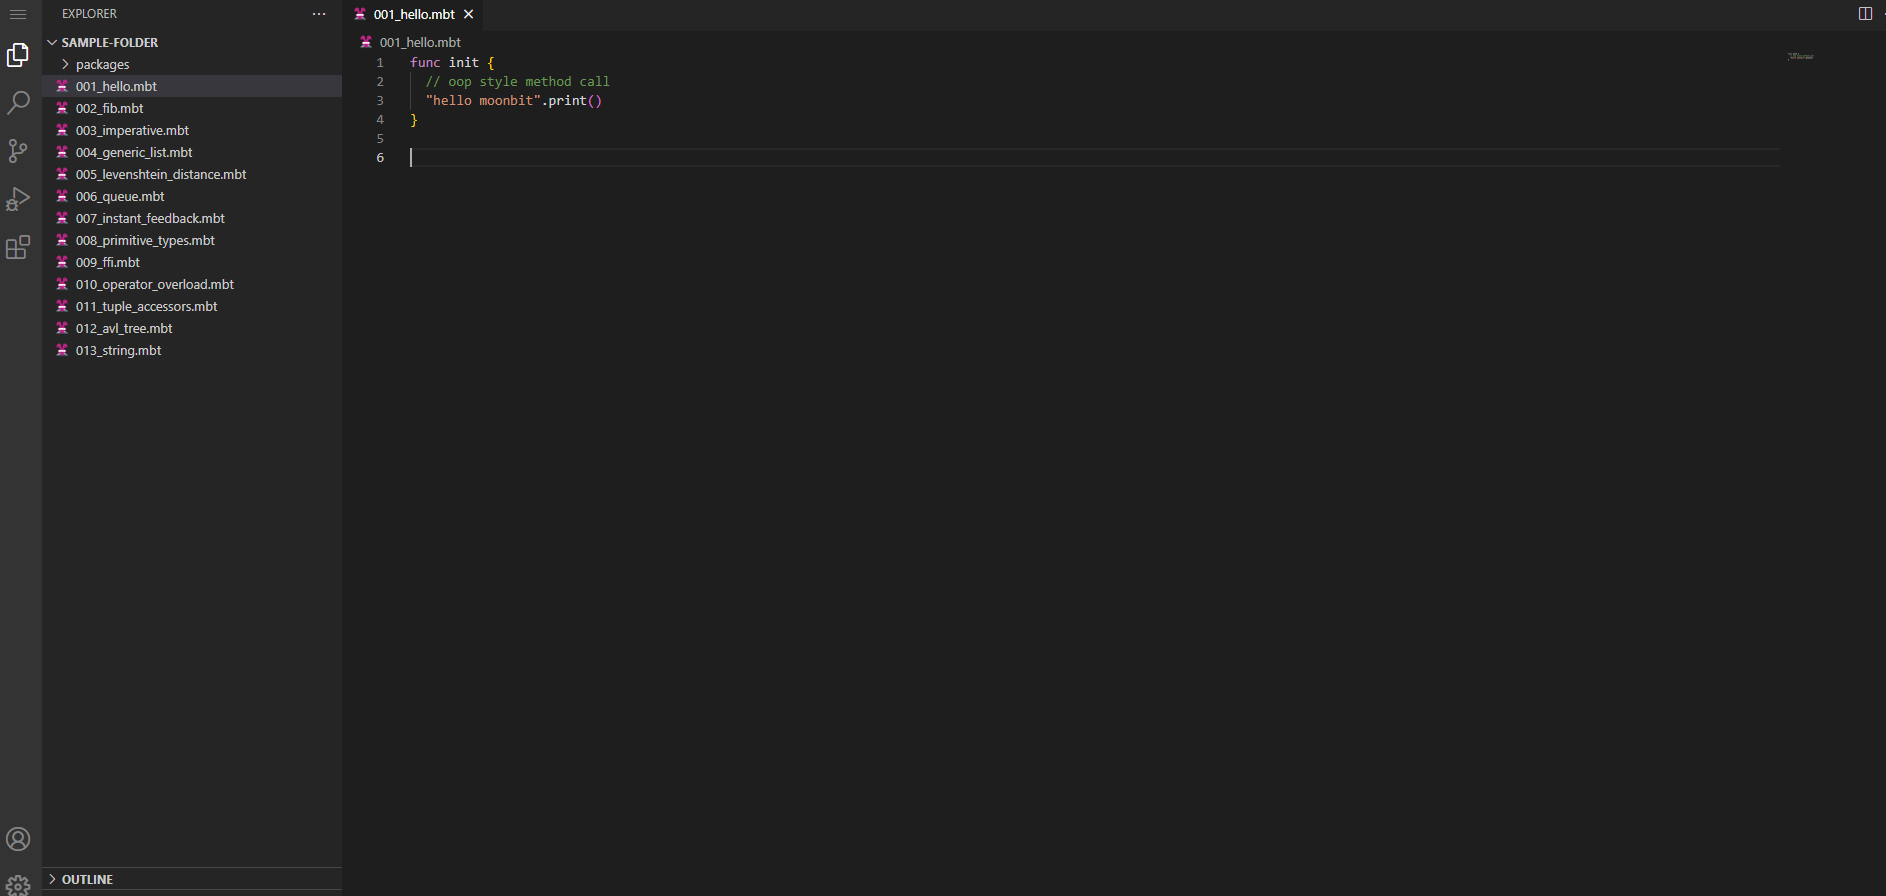 EXPLORER
SAMPLE-FOLDER
packages
001_hello.mbt
002_fib.mbt
003_imperative.mbt
004_generic_list.mbt
005_levenshtein_distance.mbt
006_queue.mbt
007_instant_feedback.mbt
008_primitive_types.mbt
009_ffi.mbt
010_operator_overload.mbt
011_tuple_accessors.mbt
012_avl_tree.mbt
013_string.mbt
OUTLINE
001_hello.mbt
001_hello.mbt
1 func init {
2 // oop style method call
3 "hello moonbit".print()
4 }
5
6